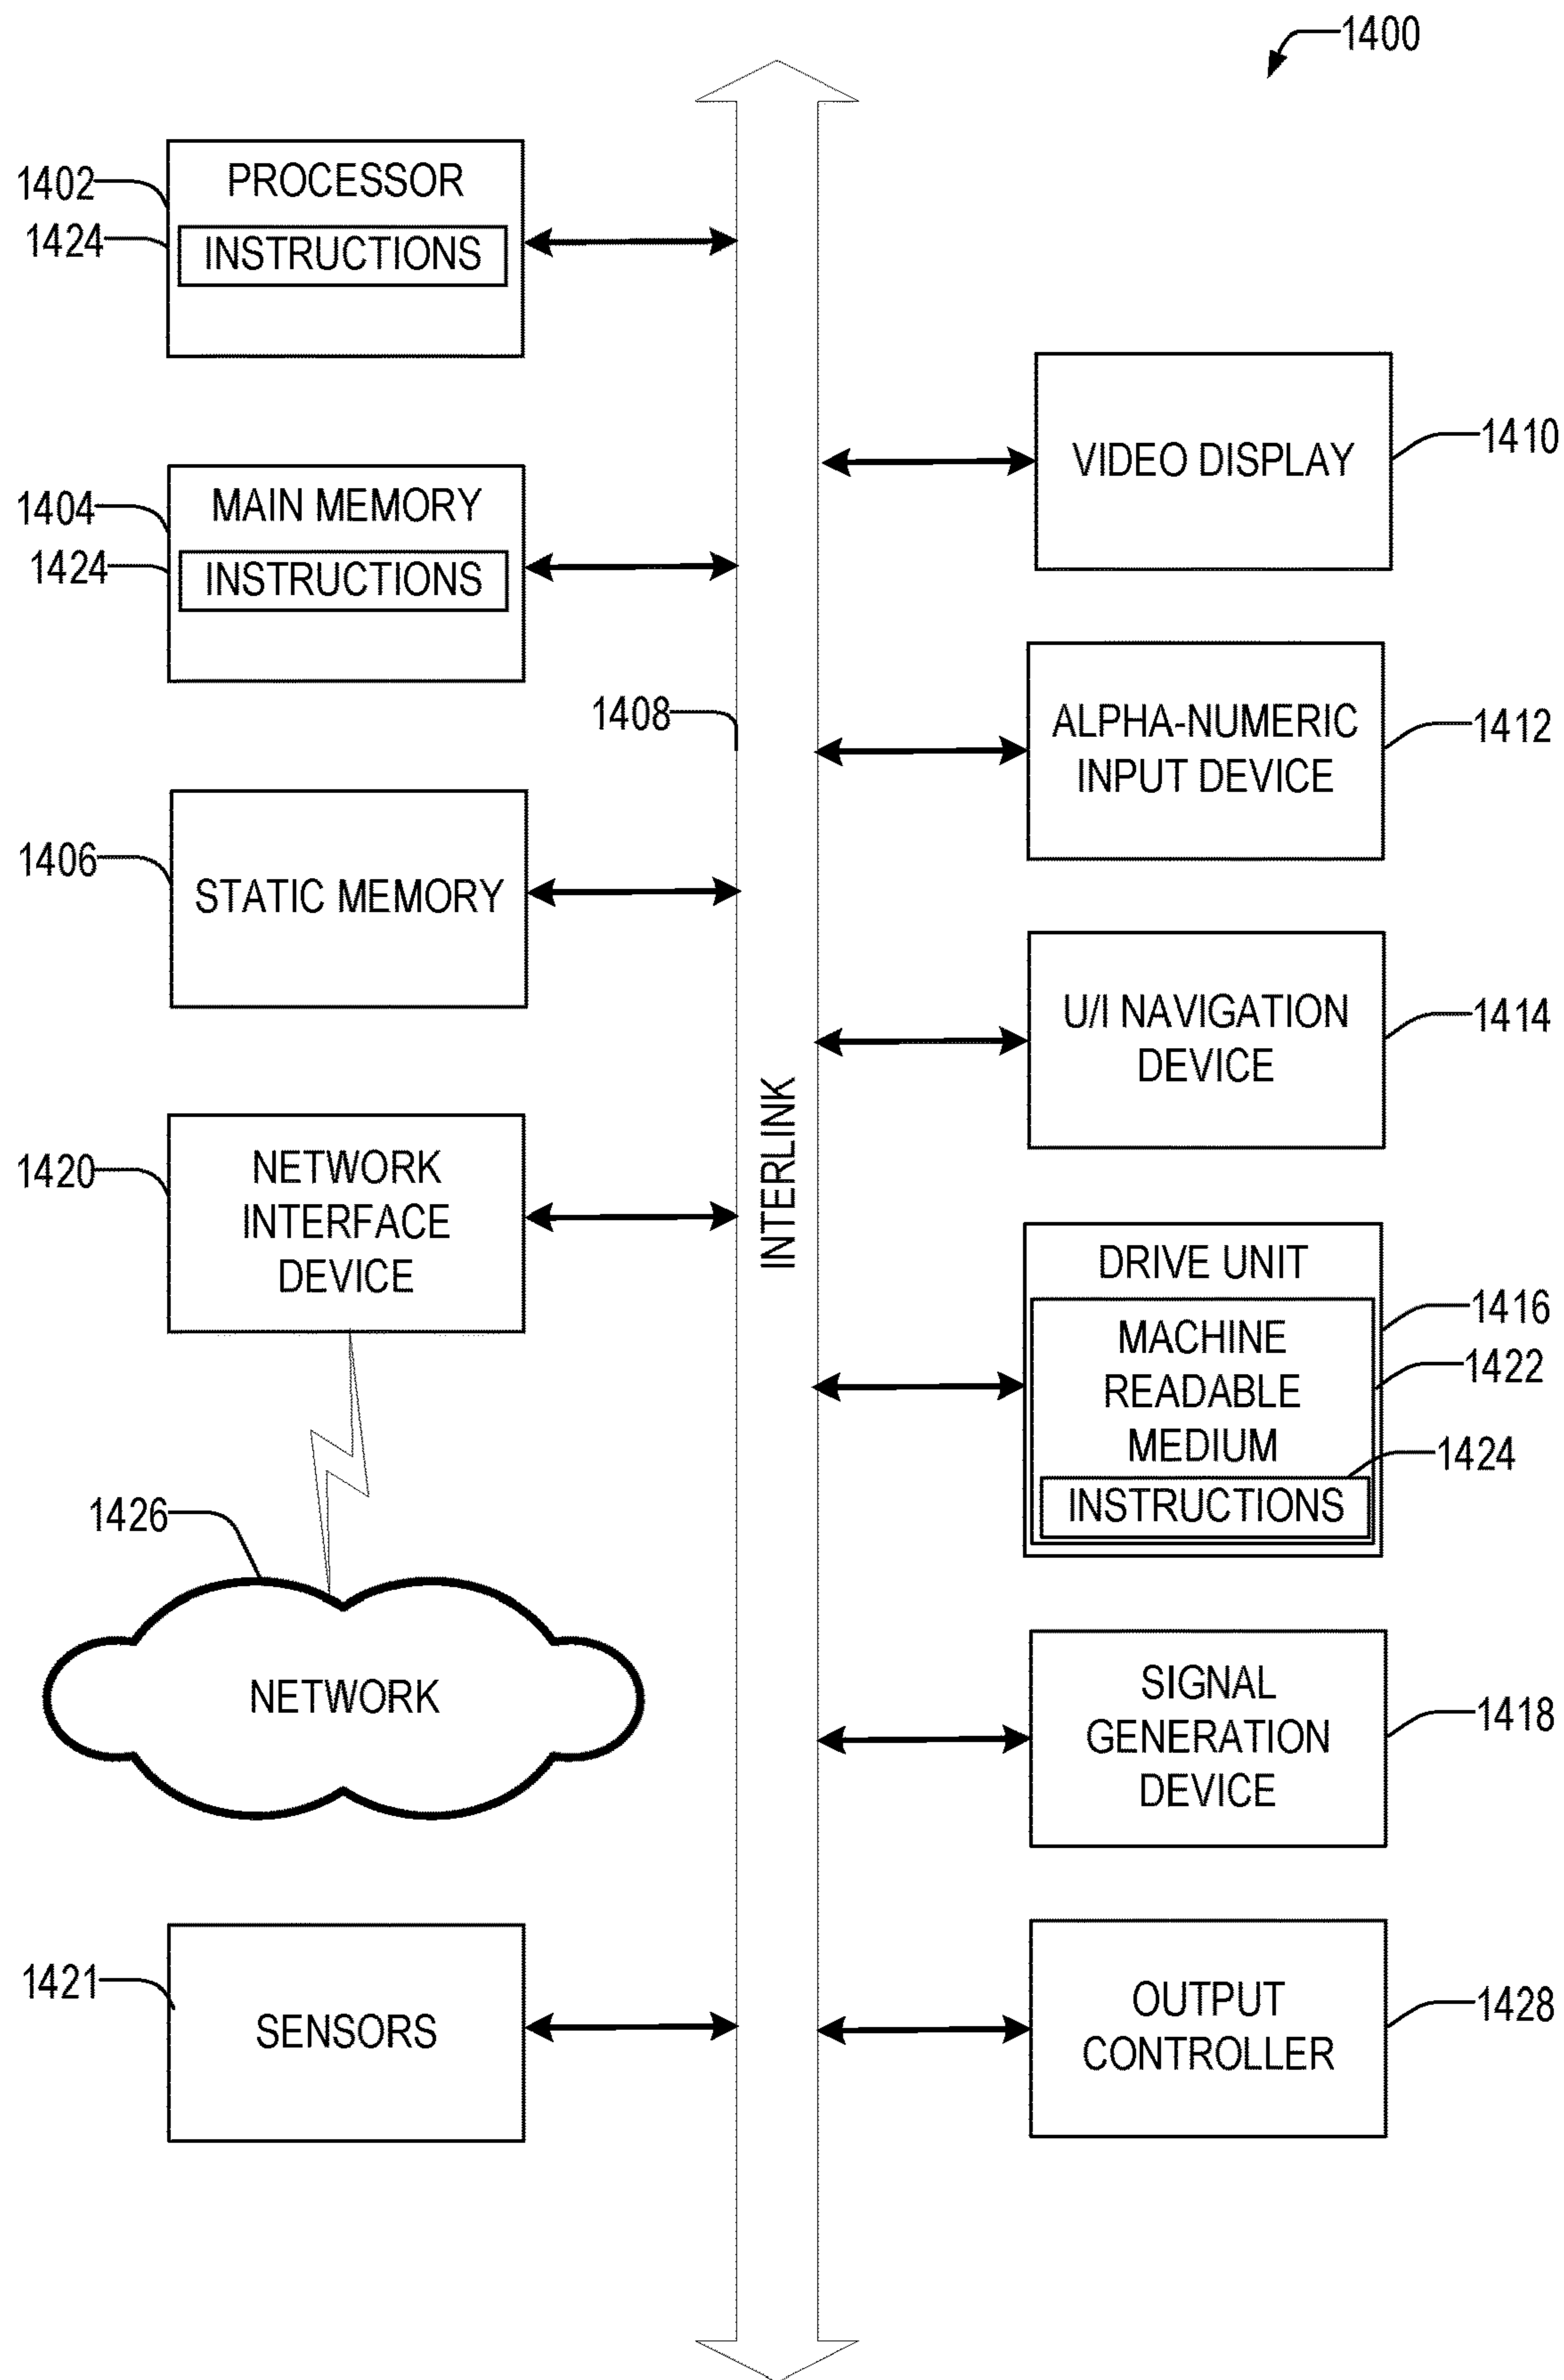 1400
1402
PROCESSOR
1424
INSTRUCTIONS
1404
MAIN MEMORY
1424
INSTRUCTIONS
1408
1406
STATIC MEMORY
1420
NETWORK
INTERFACE
DEVICE
1426
NETWORK
1421
SENSORS
INTERLINK
VIDEO DISPLAY
1410
ALPHA-NUMERIC
INPUT DEVICE
1412
U/I NAVIGATION
DEVICE
1414
DRIVE UNIT
1416
MACHINE
READABLE
MEDIUM
1422
1424
INSTRUCTIONS
SIGNAL
GENERATION
DEVICE
1418
OUTPUT
CONTROLLER
1428